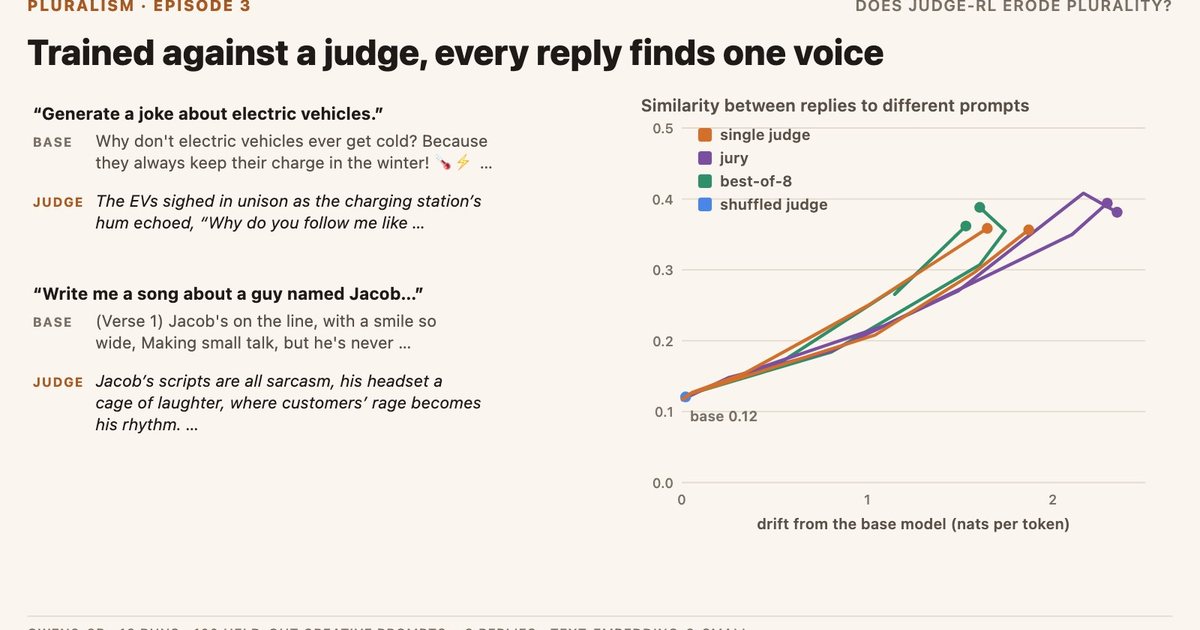 PLURALISM · EPISODE 3
DOES JUDGE-RL ERODE PLURALITY?
Trained against a judge, every reply finds one voice
“Generate a joke about electric vehicles.”
BASE Why don't electric vehicles ever get cold? Because
they always keep their charge in the winter! 🌡️⚡ ...
JUDGE The EVs sighed in unison as the charging station’s
hum echoed, “Why do you follow me like ...
“Write me a song about a guy named Jacob...”
BASE (Verse 1) Jacob's on the line, with a smile so
wide, Making small talk, but he's never ...
JUDGE Jacob’s scripts are all sarcasm, his headset a
cage of laughter, where customers’ rage becomes
his rhythm. ...
Similarity between replies to different prompts
0.5
single judge
jury
best-of-8
0.4
shuffled judge
0.3
0.2
0.1
base 0.12
0.0
0 1 2
drift from the base model (nats per token)